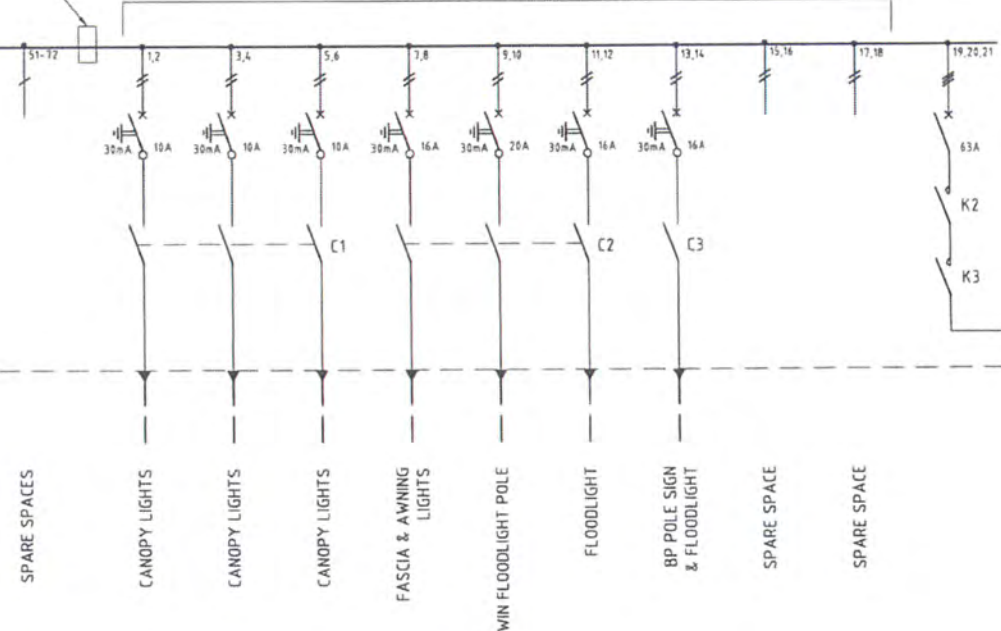 51-72
1,2
3,4
5,6
7,8
9,10
11,12
13,14
15,16
17,18
19,20,21
30mA 10A
30mA 10A
30mA 10A
30mA 16A
30mA 20A
30mA 16A
30mA 16A
63A
K2
C1
C2
C3
K3
SPARE SPACES
CANOPY LIGHTS
CANOPY LIGHTS
CANOPY LIGHTS
FASCIA & AWNING
LIGHTS
WIN FLOODLIGHT POLE
FLOODLIGHT
BP POLE SIGN
& FLOODLIGHT
SPARE SPACE
SPARE SPACE